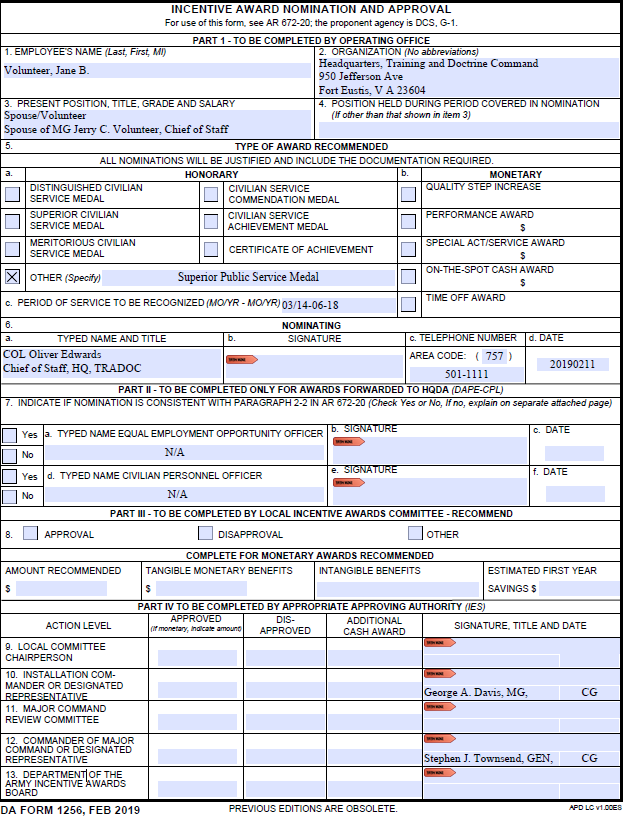 INCENTIVE AWARD NOMINATION AND APPROVAL
For use of this form, see AR 672-20; the proponent agency is DCS, G-1.
PART 1 - TO BE COMPLETED BY OPERATING OFFICE
1. EMPLOYEE'S NAME (Last, First, MI)
Volunteer, Jane B.
2. ORGANIZATION (No abbreviations)
Headquarters, Training and Doctrine Command
950 Jefferson Ave
Fort Eustis, V A 23604
3. PRESENT POSITION, TITLE, GRADE AND SALARY
Spouse/Volunteer
Spouse of MG Jerry C. Volunteer, Chief of Staff
4. POSITION HELD DURING PERIOD COVERED IN NOMINATION
(If other than that shown in item 3)
5. TYPE OF AWARD RECOMMENDED
ALL NOMINATIONS WILL BE JUSTIFIED AND INCLUDE THE DOCUMENTATION REQUIRED.
a. HONORARY b. MONETARY
DISTINGUISHED CIVILIAN
SERVICE MEDAL
CIVILIAN SERVICE
COMMENDATION MEDAL
QUALITY STEP INCREASE
SUPERIOR CIVILIAN
SERVICE MEDAL
CIVILIAN SERVICE
ACHIEVEMENT MEDAL
PERFORMANCE AWARD
$
MERITORIOUS CIVILIAN
SERVICE MEDAL
CERTIFICATE OF ACHIEVEMENT
SPECIAL ACT/SERVICE AWARD
$
OTHER (Specify) Superior Public Service Medal
ON-THE-SPOT CASH AWARD
$
c. PERIOD OF SERVICE TO BE RECOGNIZED (MO/YR - MO/YR) 03/14-06-18
TIME OFF AWARD
6. NOMINATING
a. TYPED NAME AND TITLE
COL Oliver Edwards
Chief of Staff, HQ, TRADOC
b. SIGNATURE
c. TELEPHONE NUMBER
AREA CODE: ( 757 )
501-1111
d. DATE
20190211
PART II - TO BE COMPLETED ONLY FOR AWARDS FORWARDED TO HQDA (DAPE-CPL)
7. INDICATE IF NOMINATION IS CONSISTENT WITH PARAGRAPH 2-2 IN AR 672-20 (Check Yes or No, If no, explain on separate attached page)
Yes
No
a. TYPED NAME EQUAL EMPLOYMENT OPPORTUNITY OFFICER
N/A
b. SIGNATURE
c. DATE
Yes
No
d. TYPED NAME CIVILIAN PERSONNEL OFFICER
N/A
e. SIGNATURE
f. DATE
PART III - TO BE COMPLETED BY LOCAL INCENTIVE AWARDS COMMITTEE - RECOMMEND
8. APPROVAL DISAPPROVAL OTHER
COMPLETE FOR MONETARY AWARDS RECOMMENDED
AMOUNT RECOMMENDED
$
TANGIBLE MONETARY BENEFITS
$
INTANGIBLE BENEFITS
ESTIMATED FIRST YEAR
SAVINGS $
PART IV TO BE COMPLETED BY APPROPRIATE APPROVING AUTHORITY (IES)
ACTION LEVEL
APPROVED
(If monetary, indicate amount)
DIS-
APPROVED
ADDITIONAL
CASH AWARD
SIGNATURE, TITLE AND DATE
9. LOCAL COMMITTEE
CHAIRPERSON
10. INSTALLATION COM-
MANDER OR DESIGNATED
REPRESENTATIVE
George A. Davis, MG, CG
11. MAJOR COMMAND
REVIEW COMMITTEE
12. COMMANDER OF MAJOR
COMMAND OR DESIGNATED
REPRESENTATIVE
Stephen J. Townsend, GEN, CG
13. DEPARTMENT OF THE
ARMY INCENTIVE AWARDS
BOARD
DA FORM 1256, FEB 2019 PREVIOUS EDITIONS ARE OBSOLETE. APD LC v1.00ES